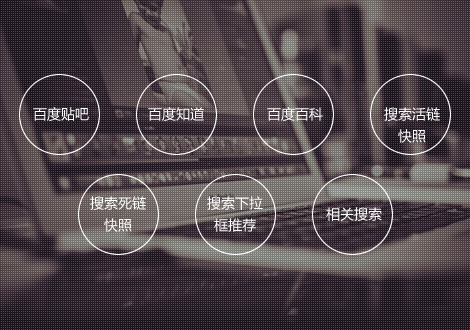 百度贴吧
百度知道
百度百科
搜索活链
快照
搜索死链
快照
搜索下拉
框推荐
相关搜索